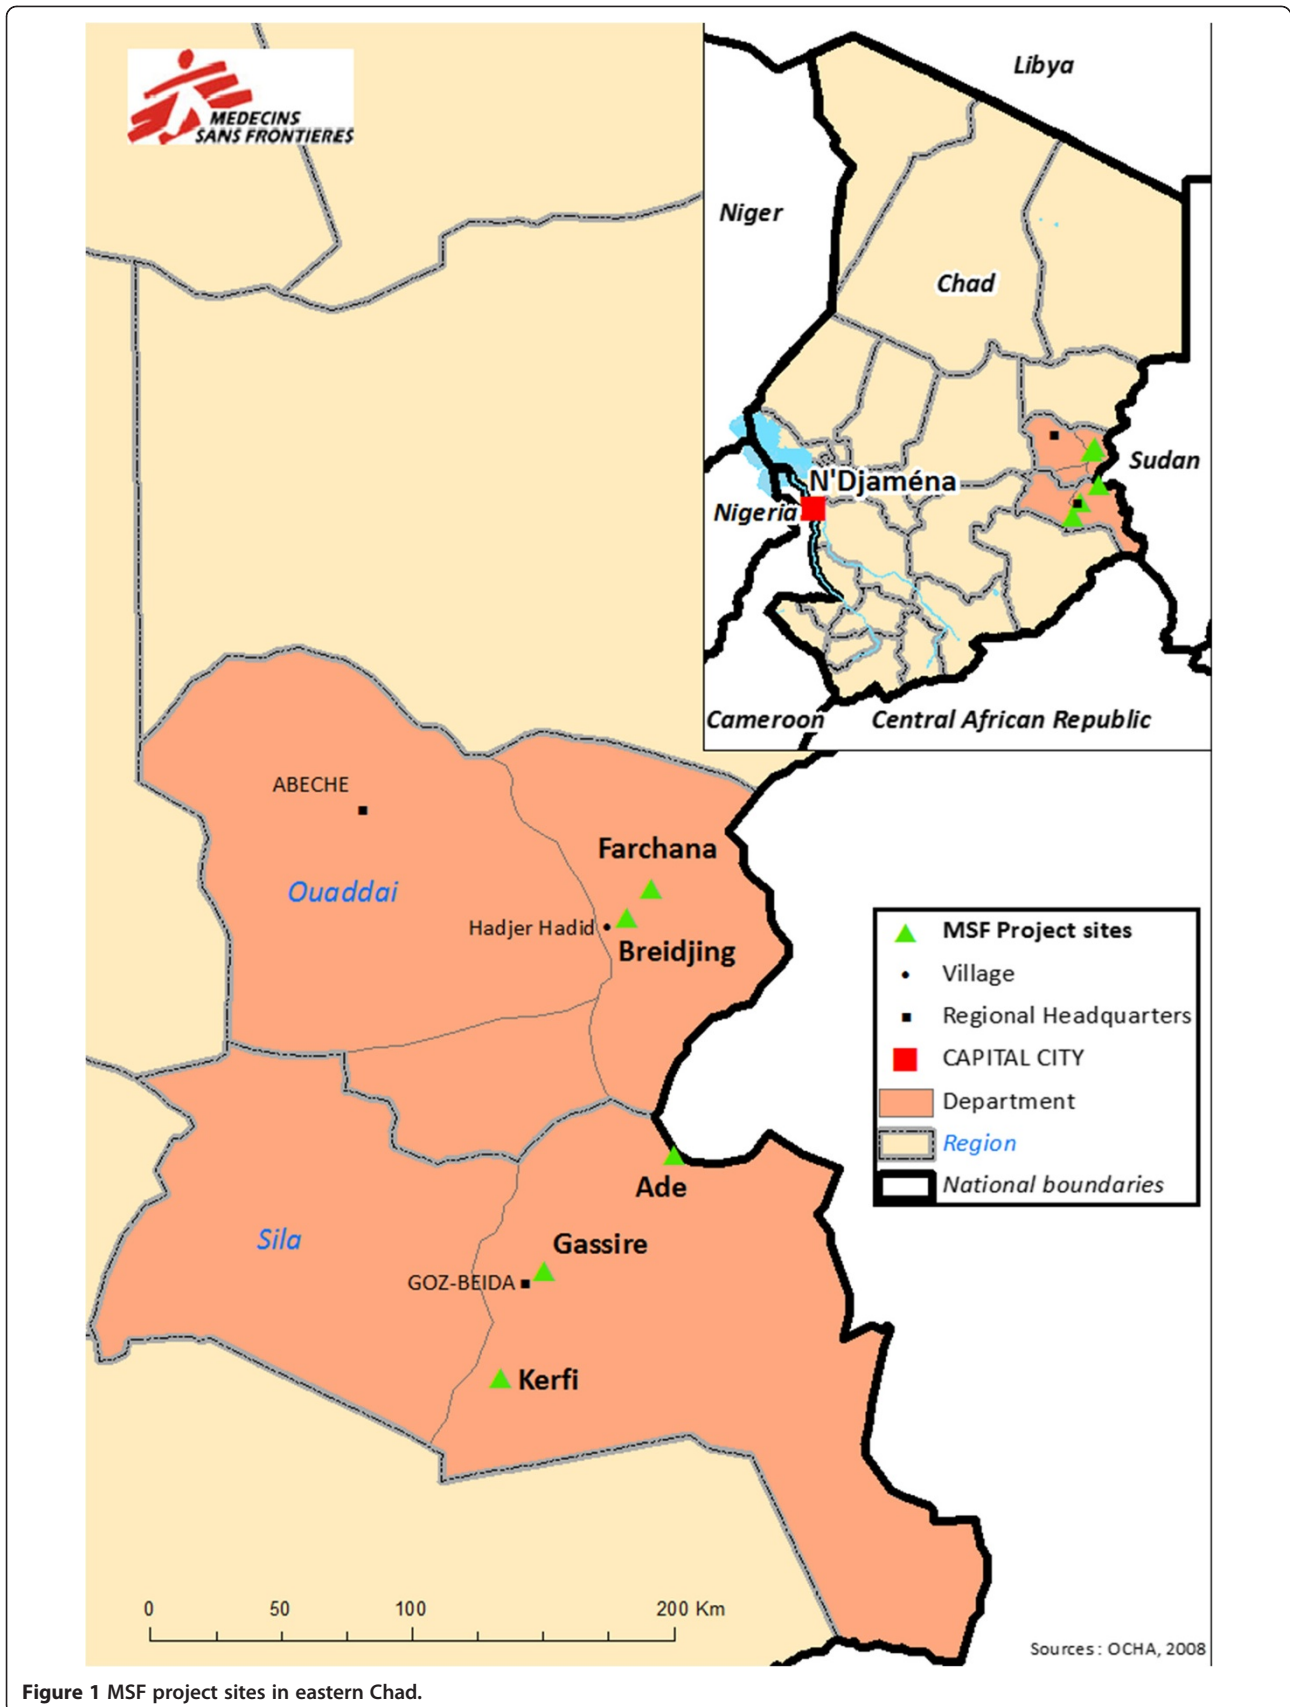 MEDECINS
SANS FRONTIERES
Libya
Niger
Chad
Sudan
N'Djaména
Nigeria
Cameroon
Central African Republic
ABECHE
Ouaddai
Farchana
Hadjer Hadid
Breidjing
Ade
Sila
Gassire
GOZ-BEIDA
Kerfi
MSF Project sites
Village
Regional Headquarters
CAPITAL CITY
Department
Region
National boundaries
0 50 100 200 Km
Sources : OCHA, 2008
Figure 1 MSF project sites in eastern Chad.